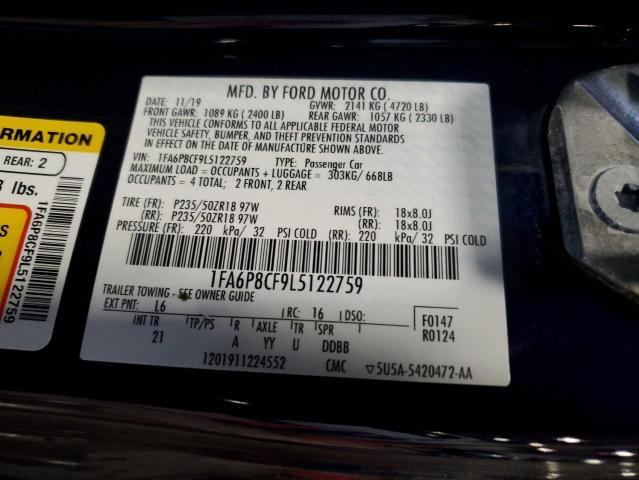 MFD. BY FORD MOTOR CO.
DATE: 11/19 GVWR: 2141 KG ( 4720 LB)
FRONT GAWR: 1089 KG ( 2400 LB) REAR GAWR: 1057 KG ( 2330 LB)
THIS VEHICLE CONFORMS TO ALL APPLICABLE FEDERAL MOTOR
VEHICLE SAFETY, BUMPER, AND THEFT PREVENTION STANDARDS
IN EFFECT ON THE DATE OF MANUFACTURE SHOWN ABOVE.
VIN: 1FA6P8CF9L5122759 TYPE: Passenger Car
MAXIMUM LOAD = OCCUPANTS + LUGGAGE = 303KG/ 668LB
OCCUPANTS = 4 TOTAL; 2 FRONT, 2 REAR
TIRE (FR): P235/50ZR18 97W RIMS (FR): 18x8.0J
(RR): P235/50ZR18 97W (RR): 18x8.0J
PRESSURE (FR): 220 kPa/ 32 PSI COLD (RR): 220 kPa/ 32 PSI COLD
1FA6P8CF9L5122759
TRAILER TOWING - SEE OWNER GUIDE
EXT PNT: L6 RC: 16 DSO: F0147
INT TR TP/PS R AXLE TR SPR R0124
21 A YY U DDBB
1201911224552 CMC ▽5U5A-5420472-AA
ORMATION
REAR: 2
lbs.
1FA6P8CF9L5122759